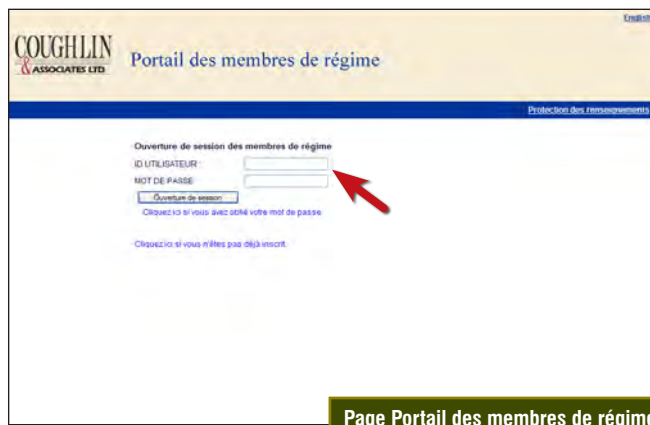 English
COUGHLIN
& ASSOCIATES LTD
Portail des membres de régime
Protection des renseignements
Ouverture de session des membres de régime
ID UTILISATEUR :
MOT DE PASSE:
Ouverture de session
Cliquez ici si vous avez oublié votre mot de passe.
Cliquez ici si vous n'êtes pas déjà inscrit.
Page Portail des membres de régime